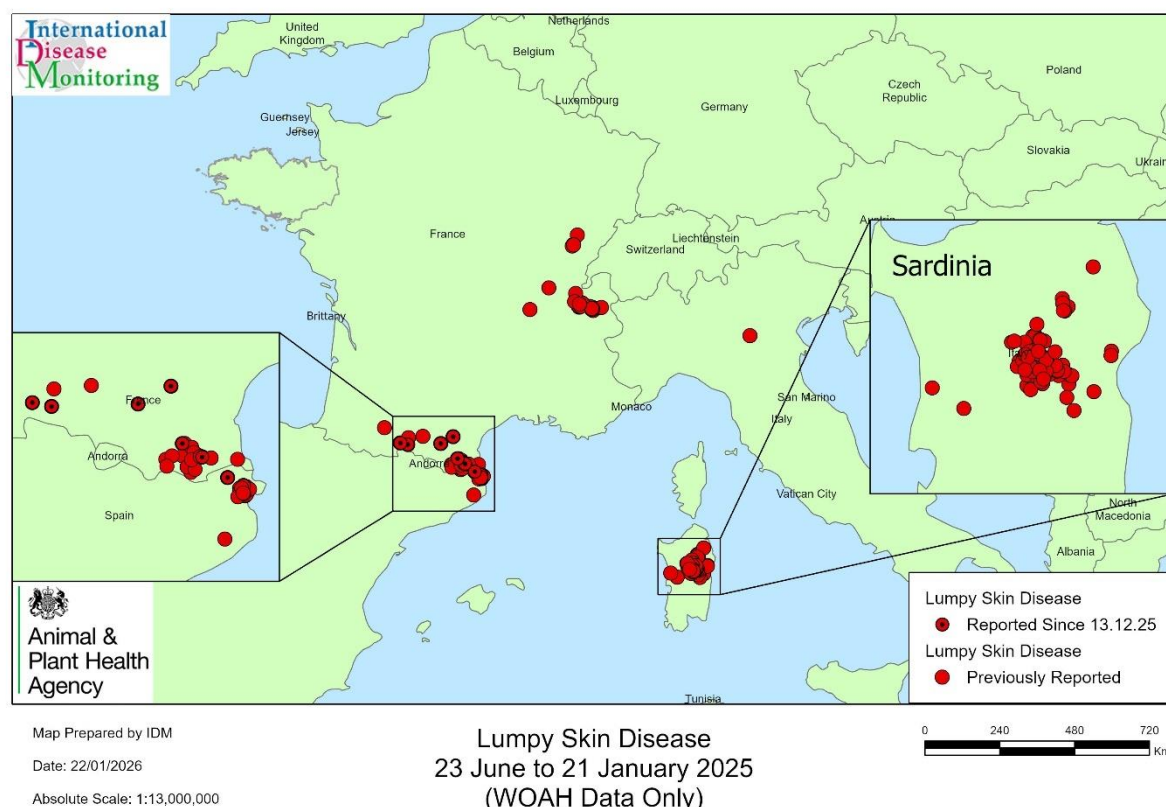 International
Disease
Monitoring
United
Kingdom
Netherlands
Belgium
Luxembourg
Germany
Poland
Czech
Republic
Slovakia
Ukrain
Guernsey
Jersey
France
Switzerland
Liechtenstein
Austria
Brittany
Monaco
San Marino
Italy
Andorra
Vatican City
North
Macedonia
Albania
Tunisia
France
Andorra
Spain
Sardinia
Animal &
Plant Health
Agency
Lumpy Skin Disease
Reported Since 13.12.25
Lumpy Skin Disease
Previously Reported
Map Prepared by IDM
Date: 22/01/2026
Absolute Scale: 1:13,000,000
Lumpy Skin Disease
23 June to 21 January 2025
(WOAH Data Only)
0 240 480 720
Km